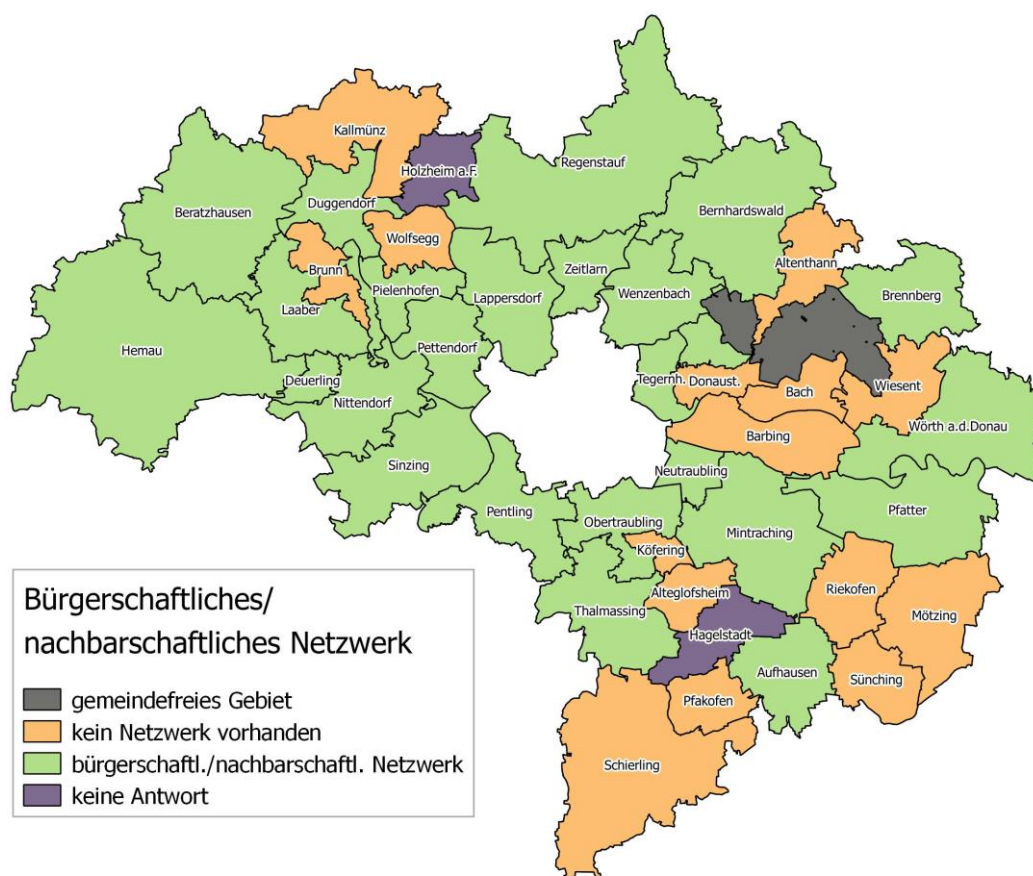 Kallmünz
Holzheim a.F.
Regenstauf
Beratzhausen
Duggendorf
Bernhardswald
Wolfsegg
Altenthann
Brunn
Zeitlarn
Pielenhofen
Lappersdorf
Wenzenbach
Brennberg
Laaber
Hemau
Pettendorf
Deuerling
Tegernh.
Donaust.
Bach
Wiesent
Nittendorf
Wörth a.d.Donau
Barbing
Sinzing
Neutraubling
Pentling
Obertraubling
Mintraching
Pfatter
Köfering
Alteglofsheim
Riekofen
Thalmassing
Mötzing
Hagelstadt
Aufhausen
Sünching
Pfakofen
Schierling
Bürgerschaftliches/
nachbarschaftliches Netzwerk
gemeindefreies Gebiet
kein Netzwerk vorhanden
bürgerschaftl./nachbarschaftl. Netzwerk
keine Antwort